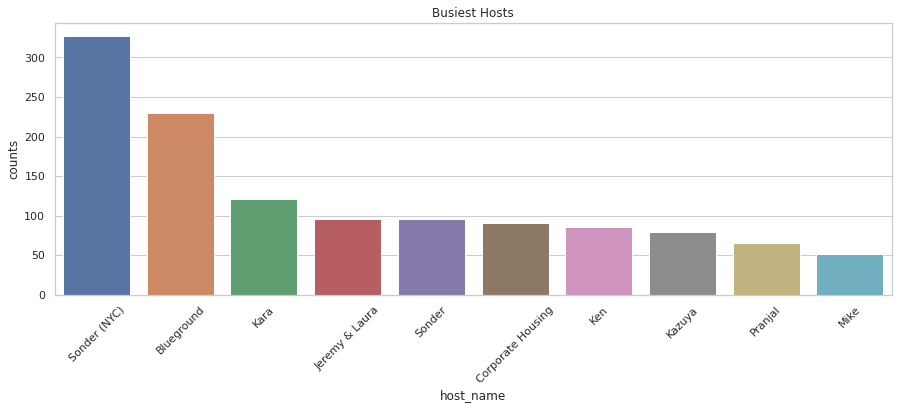 Busiest Hosts
counts
300
250
200
150
100
50
0
Sonder (NYC)
Blueground
Kara
Jeremy & Laura
Sonder
Corporate Housing
Ken
Kazuya
Pranjal
Mike
host_name